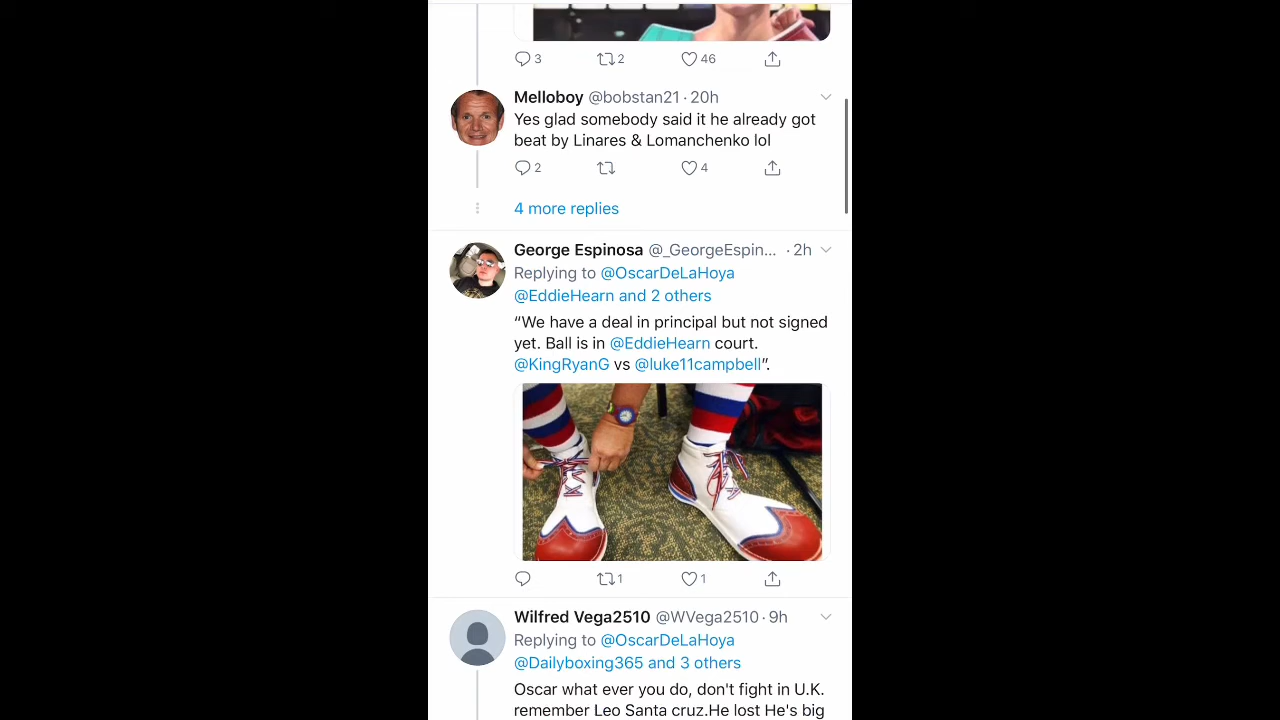 3 2 46
Melloboy @bobstan21 · 20h
Yes glad somebody said it he already got
beat by Linares & Lomanchenko lol
2 4
4 more replies
George Espinosa @_GeorgeEspin... · 2h
Replying to @OscarDeLaHoya
@EddieHearn and 2 others
“We have a deal in principal but not signed
yet. Ball is in @EddieHearn court.
@KingRyanG vs @luke11campbell”.
1 1
Wilfred Vega2510 @WVega2510 · 9h
Replying to @OscarDeLaHoya
@Dailyboxing365 and 3 others
Oscar what ever you do, don't fight in U.K.
remember Leo Santa cruz.He lost He's big